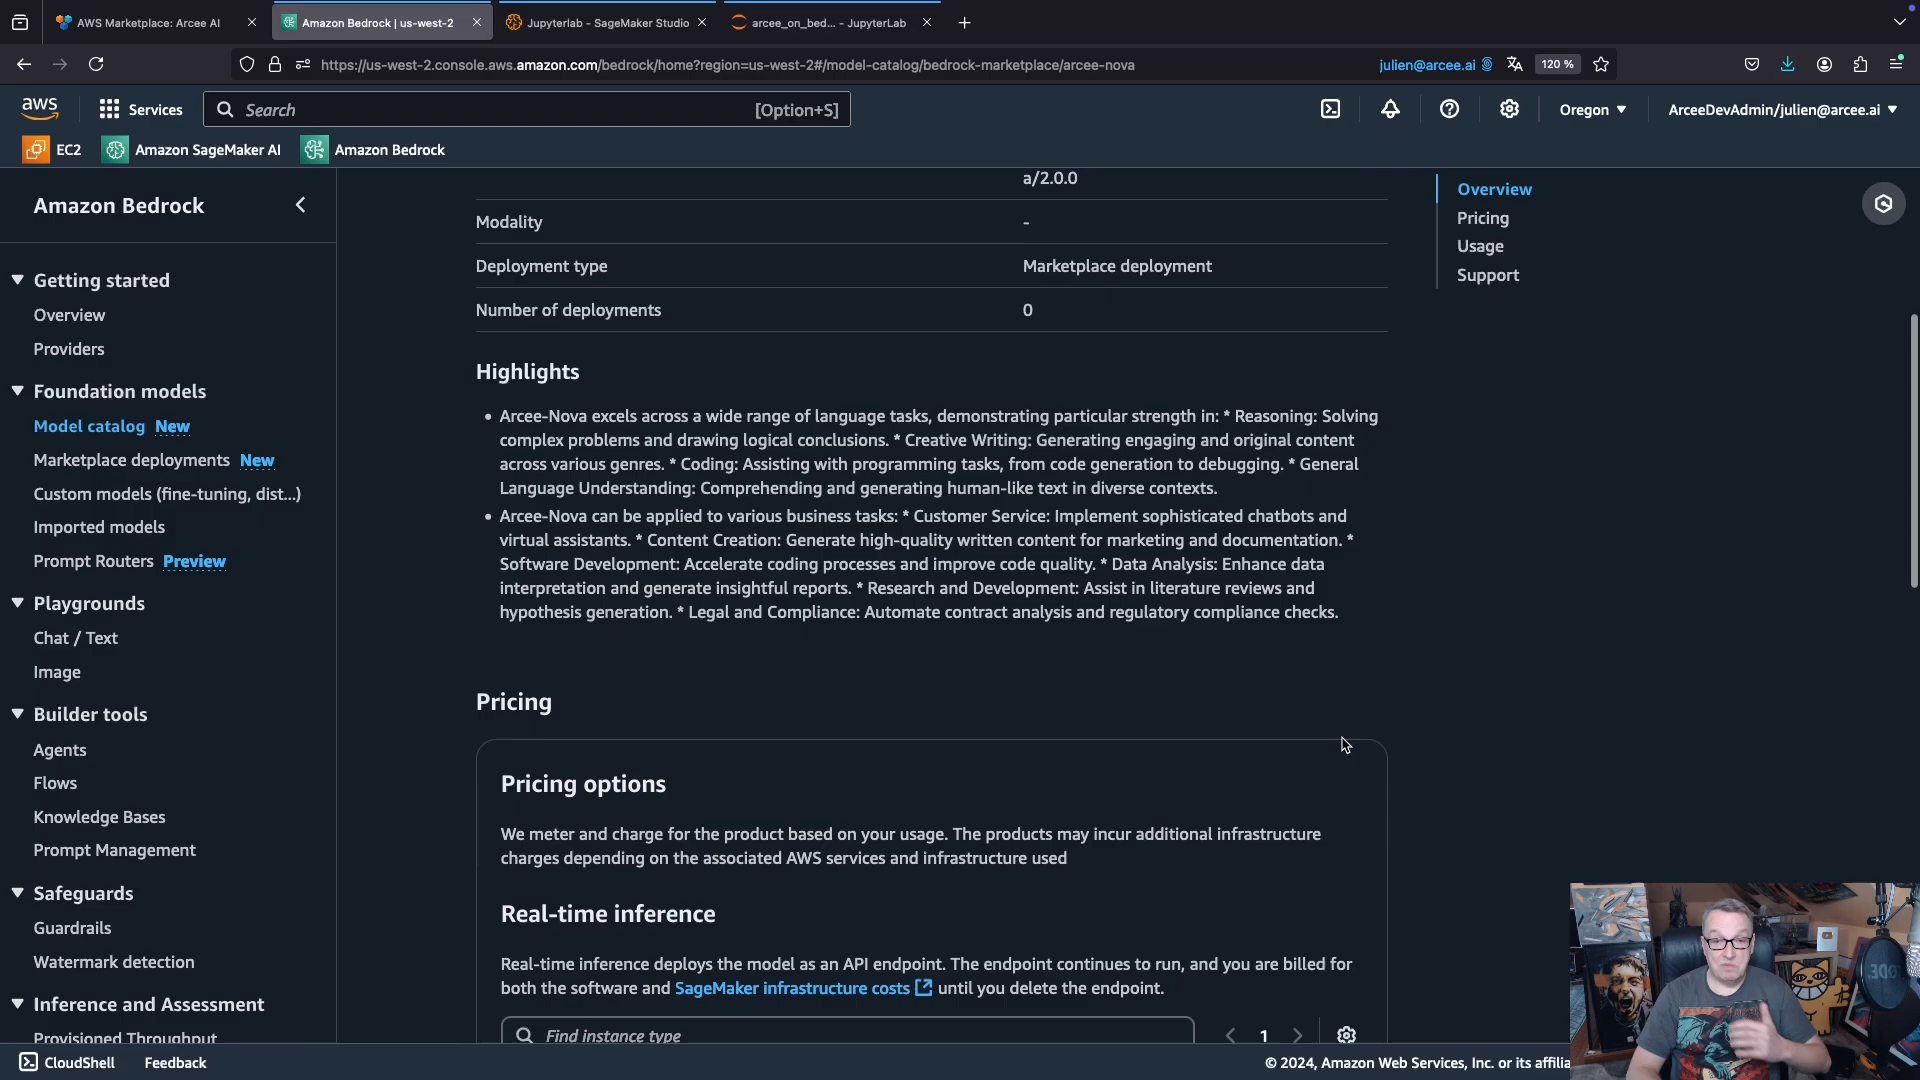 AWS Marketplace: Arcee AI
Amazon Bedrock | us-west-2
Jupyterlab - SageMaker Studio
arcee_on_bed... - JupyterLab
https://us-west-2.console.aws.amazon.com/bedrock/home?region=us-west-2#/model-catalog/bedrock-marketplace/arcee-nova
julien@arcee.ai
120 %
aws
Services
Search
[Option+S]
Oregon
ArceeDevAdmin/julien@arcee.ai
EC2
Amazon SageMaker AI
Amazon Bedrock
Amazon Bedrock
Getting started
Overview
Providers
Foundation models
Model catalog New
Marketplace deployments New
Custom models (fine-tuning, dist...)
Imported models
Prompt Routers Preview
Playgrounds
Chat / Text
Image
Builder tools
Agents
Flows
Knowledge Bases
Prompt Management
Safeguards
Guardrails
Watermark detection
Inference and Assessment
Provisioned Throughput
a/2.0.0
Modality -
Deployment type Marketplace deployment
Number of deployments 0
Highlights
• Arcee-Nova excels across a wide range of language tasks, demonstrating particular strength in: * Reasoning: Solving
complex problems and drawing logical conclusions. * Creative Writing: Generating engaging and original content
across various genres. * Coding: Assisting with programming tasks, from code generation to debugging. * General
Language Understanding: Comprehending and generating human-like text in diverse contexts.
• Arcee-Nova can be applied to various business tasks: * Customer Service: Implement sophisticated chatbots and
virtual assistants. * Content Creation: Generate high-quality written content for marketing and documentation. *
Software Development: Accelerate coding processes and improve code quality. * Data Analysis: Enhance data
interpretation and generate insightful reports. * Research and Development: Assist in literature reviews and
hypothesis generation. * Legal and Compliance: Automate contract analysis and regulatory compliance checks.
Pricing
Pricing options
We meter and charge for the product based on your usage. The products may incur additional infrastructure
charges depending on the associated AWS services and infrastructure used
Real-time inference
Real-time inference deploys the model as an API endpoint. The endpoint continues to run, and you are billed for
both the software and SageMaker infrastructure costs until you delete the endpoint.
Find instance type
1
Overview
Pricing
Usage
Support
CloudShell
Feedback
© 2024, Amazon Web Services, Inc. or its affilia